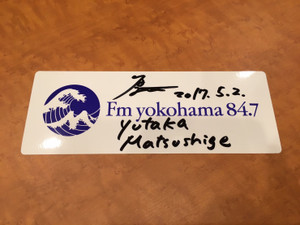 2017.5.2.
Fm yokohama 84.7
Yutaka
Matsushige